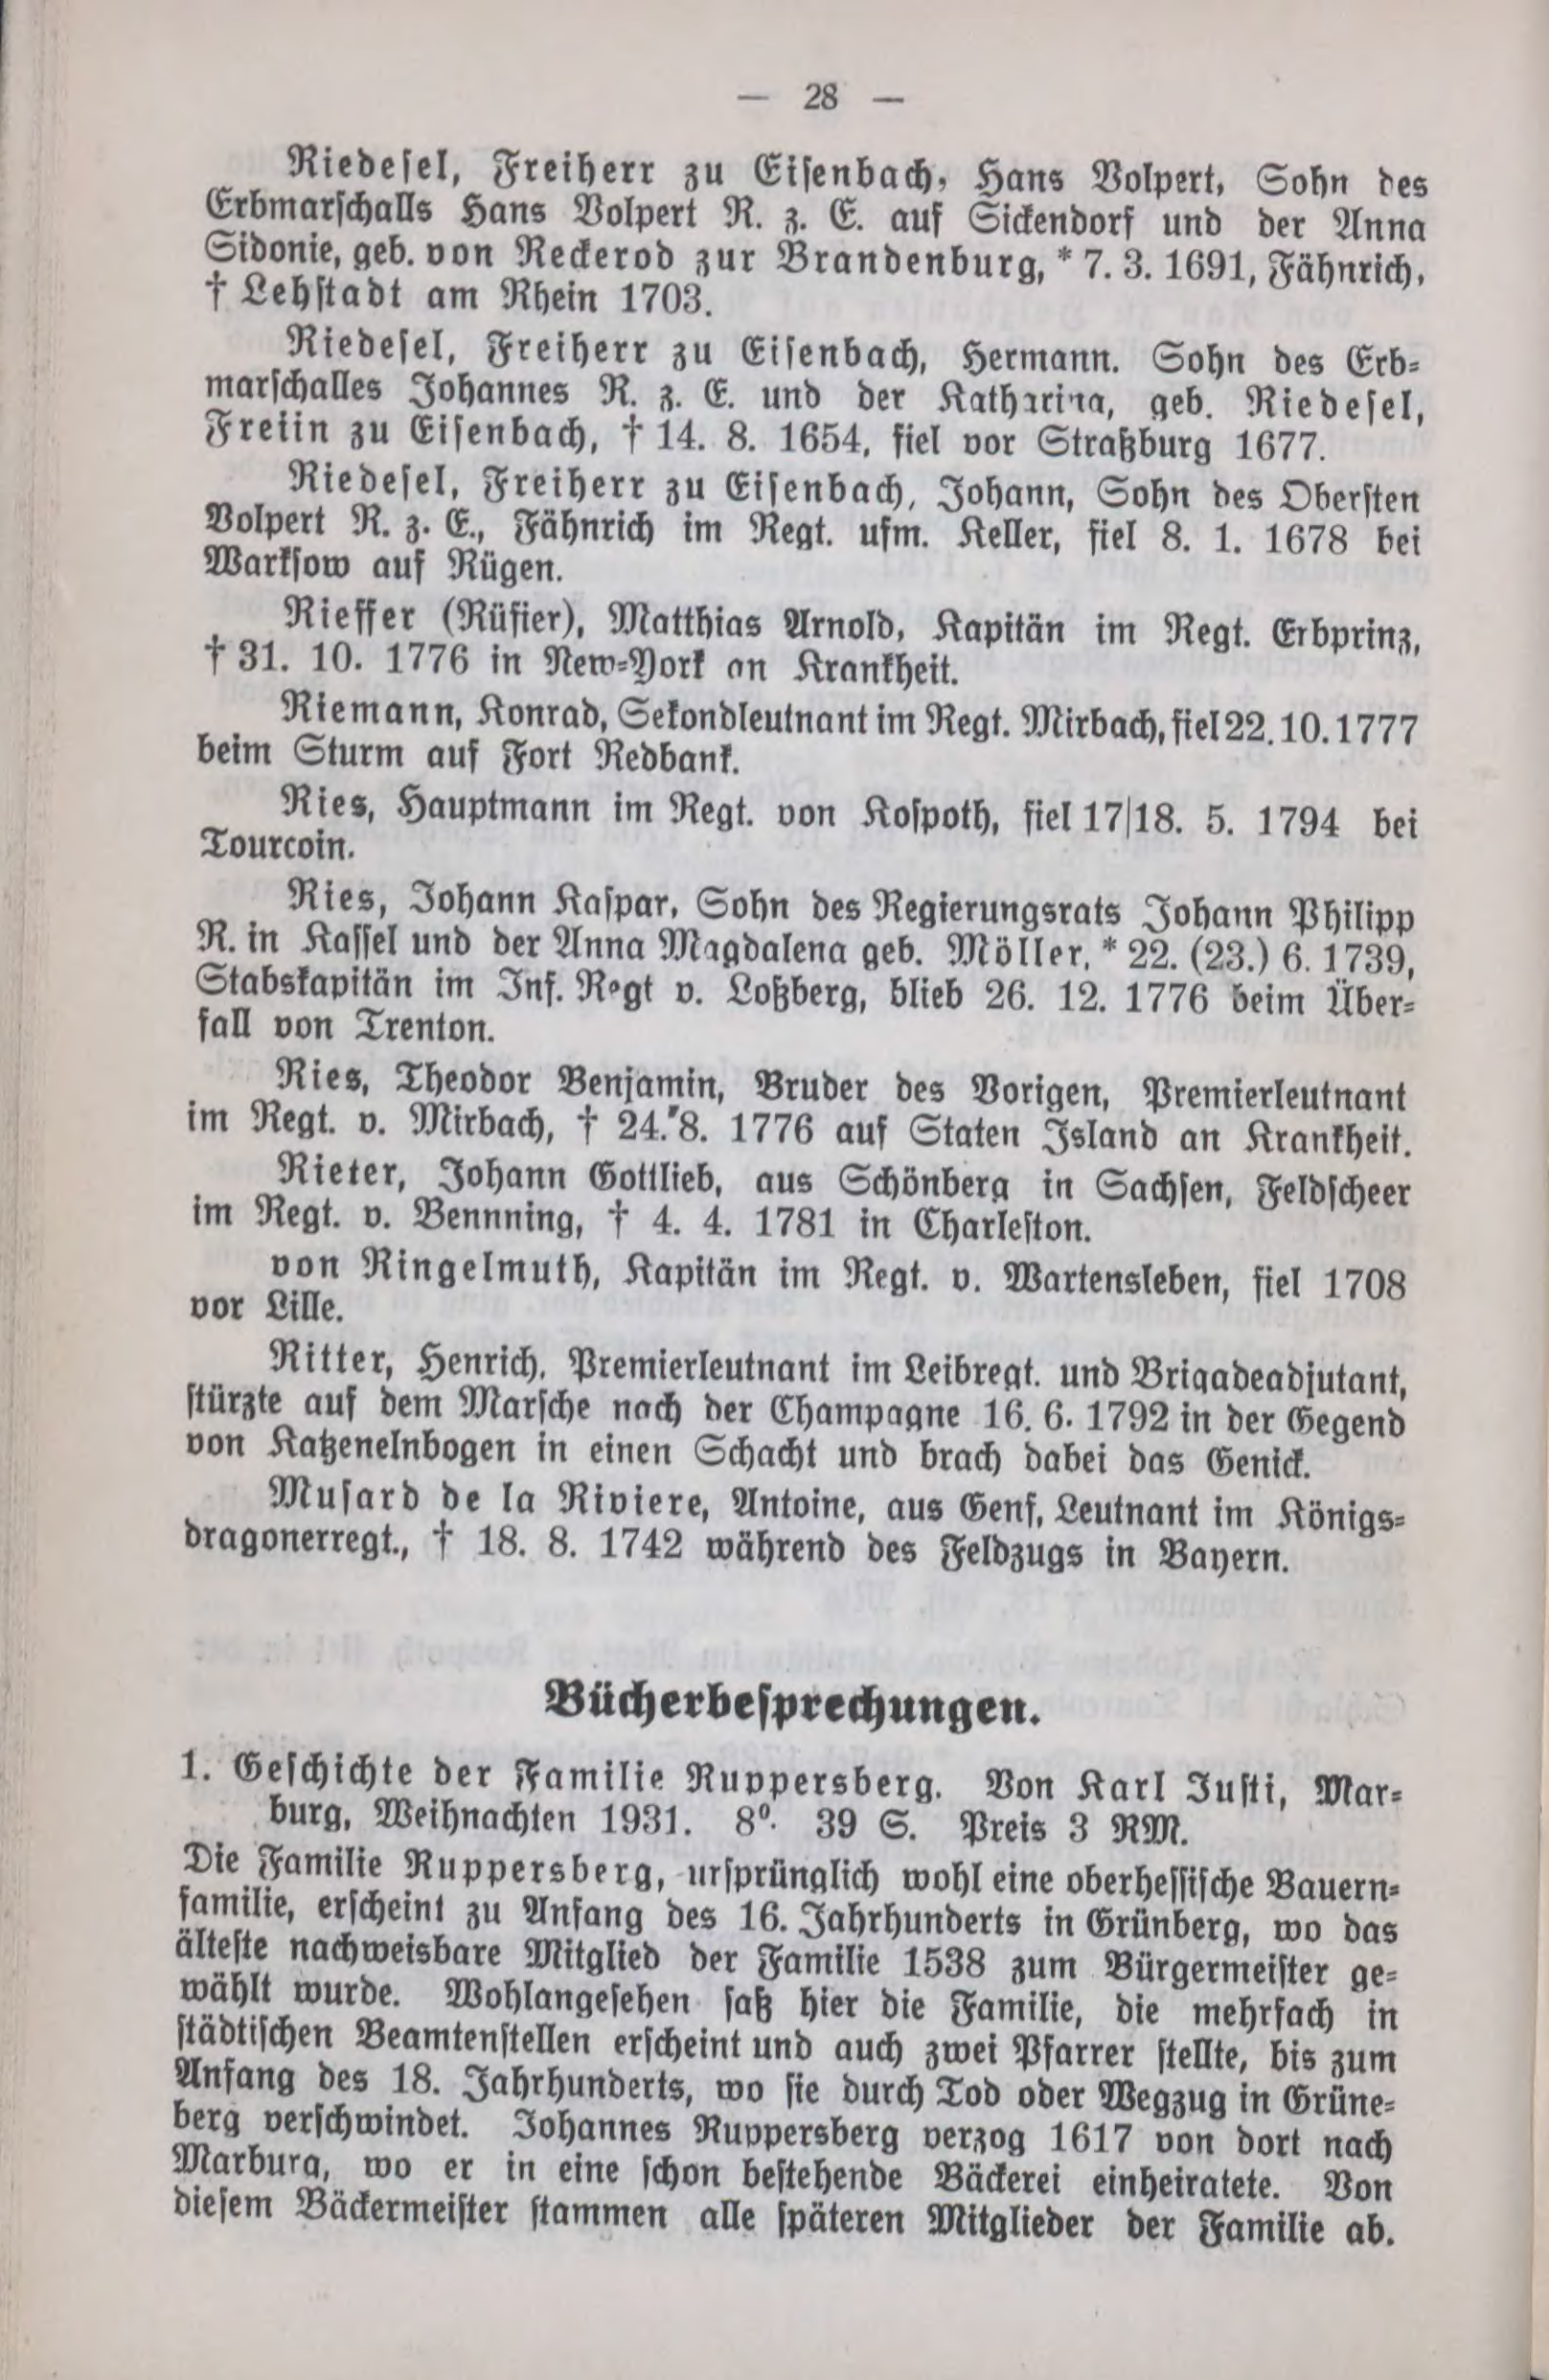 — 28 —
Riedesel, Freiherr zu Eisenbach, Hans Volpert, Sohn des
Erbmarschalls Hans Volpert R. z. E. auf Sickendorf und der Anna
Sidonie, geb. von Reckerod zur Brandenburg, * 7. 3. 1691, Fähnrich,
† Lehstadt am Rhein 1703.
Riedesel, Freiherr zu Eisenbach, Hermann. Sohn des Erb-
marschalles Johannes R. z. E. und der Katharina, geb. Riedesel,
Freiin zu Eisenbach, † 14. 8. 1654, fiel vor Straßburg 1677.
Riedesel, Freiherr zu Eisenbach, Johann, Sohn des Obersten
Volpert R. z. E., Fähnrich im Regt. ufm. Keller, fiel 8. 1. 1678 bei
Warksow auf Rügen.
Rieffer (Rüfier), Matthias Arnold, Kapitän im Regt. Erbprinz,
† 31. 10. 1776 in New-York an Krankheit.
Riemann, Konrad, Sekondleutnant im Regt. Mirbach, fiel 22. 10. 1777
beim Sturm auf Fort Redbank.
Ries, Hauptmann im Regt. von Kospoth, fiel 17|18. 5. 1794 bei
Tourcoin.
Ries, Johann Kaspar, Sohn des Regierungsrats Johann Philipp
R. in Kassel und der Anna Magdalena geb. Möller, * 22. (23.) 6. 1739,
Stabskapitän im Inf. Regt v. Loßberg, blieb 26. 12. 1776 beim Über-
fall von Trenton.
Ries, Theodor Benjamin, Bruder des Vorigen, Premierleutnant
im Regt. v. Mirbach, † 24. 8. 1776 auf Staten Island an Krankheit.
Rieter, Johann Gottlieb, aus Schönberg in Sachsen, Feldscheer
im Regt. v. Bennning, † 4. 4. 1781 in Charleston.
von Ringelmuth, Kapitän im Regt. v. Wartensleben, fiel 1708
vor Lille.
Ritter, Henrich, Premierleutnant im Leibregt. und Brigadeadjutant,
stürzte auf dem Marsche nach der Champagne 16. 6. 1792 in der Gegend
von Katzenelnbogen in einen Schacht und brach dabei das Genick.
Musard de la Riviere, Antoine, aus Genf, Leutnant im Königs-
dragonerregt., † 18. 8. 1742 während des Feldzugs in Bayern.
Bücherbesprechungen.
1. Geschichte der Familie Ruppersberg. Von Karl Justi, Mar-
burg, Weihnachten 1931. 8⁰. 39 S. Preis 3 RM.
Die Familie Ruppersberg, ursprünglich wohl eine oberhessische Bauern-
familie, erscheint zu Anfang des 16. Jahrhunderts in Grünberg, wo das
älteste nachweisbare Mitglied der Familie 1538 zum Bürgermeister ge-
wählt wurde. Wohlangesehen saß hier die Familie, die mehrfach in
städtischen Beamtenstellen erscheint und auch zwei Pfarrer stellte, bis zum
Anfang des 18. Jahrhunderts, wo sie durch Tod oder Wegzug in Grüne-
berg verschwindet. Johannes Ruppersberg verzog 1617 von dort nach
Marburg, wo er in eine schon bestehende Bäckerei einheiratete. Von
diesem Bäckermeister stammen alle späteren Mitglieder der Familie ab.